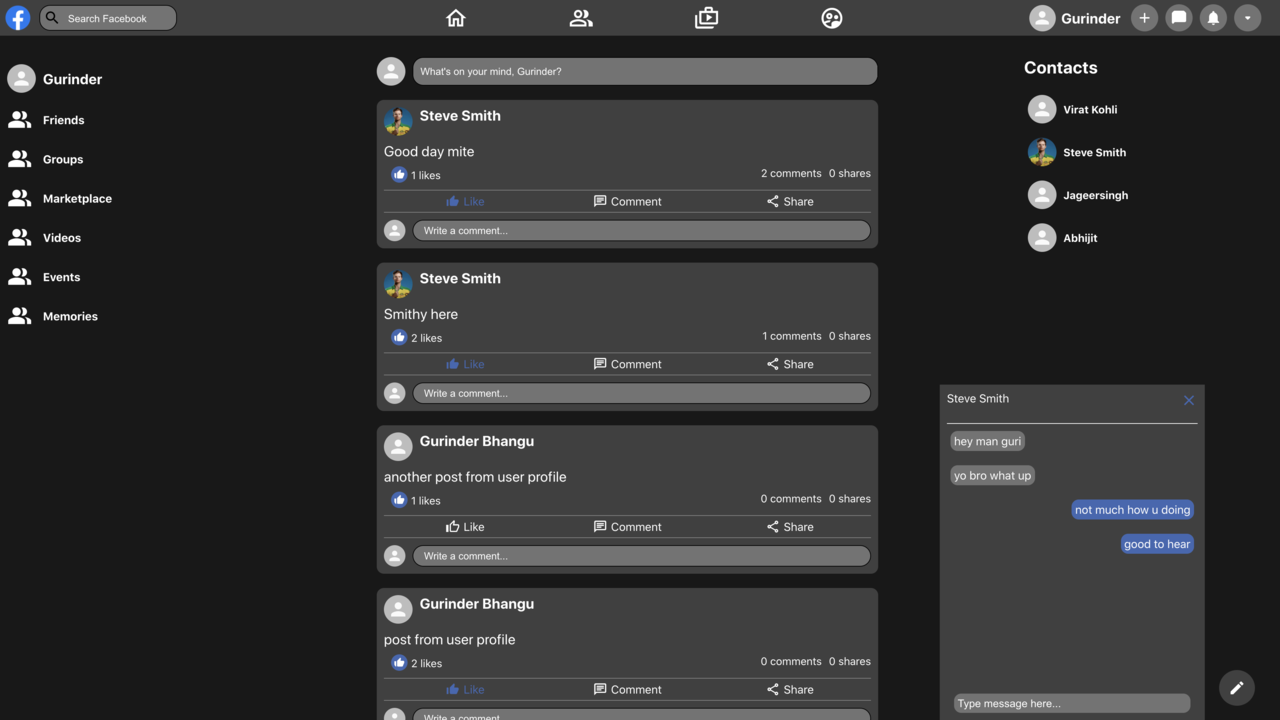 Search Facebook
Gurinder
Gurinder
Friends
Groups
Marketplace
Videos
Events
Memories
What's on your mind, Gurinder?
Steve Smith
Good day mite
1 likes
2 comments 0 shares
Like Comment Share
Write a comment...
Steve Smith
Smithy here
2 likes
1 comments 0 shares
Like Comment Share
Write a comment...
Gurinder Bhangu
another post from user profile
1 likes
0 comments 0 shares
Like Comment Share
Write a comment...
Gurinder Bhangu
post from user profile
2 likes
0 comments 0 shares
Like Comment Share
Write a comment...
Contacts
Virat Kohli
Steve Smith
Jageersingh
Abhijit
Steve Smith
hey man guri
yo bro what up
not much how u doing
good to hear
Type message here...